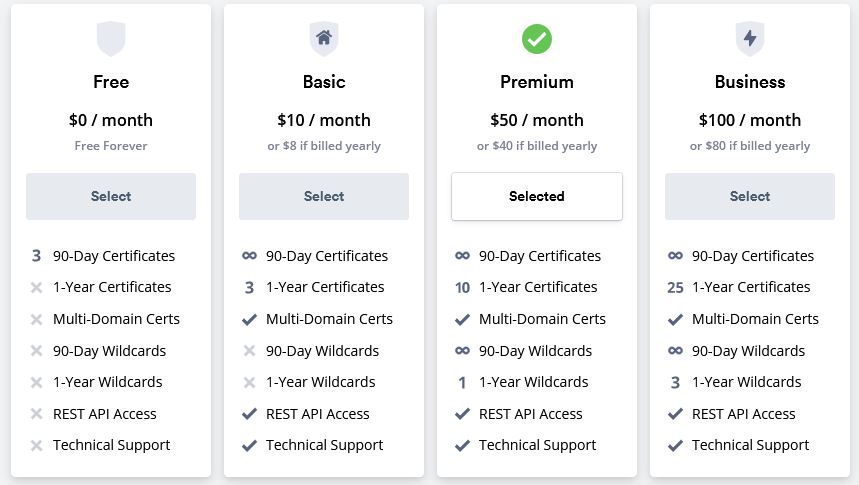 Free
$0 / month
Free Forever
Select
3 90-Day Certificates
1-Year Certificates
Multi-Domain Certs
90-Day Wildcards
1-Year Wildcards
REST API Access
Technical Support
Basic
$10 / month
or $8 if billed yearly
Select
∞ 90-Day Certificates
3 1-Year Certificates
Multi-Domain Certs
90-Day Wildcards
1-Year Wildcards
REST API Access
Technical Support
Premium
$50 / month
or $40 if billed yearly
Selected
∞ 90-Day Certificates
10 1-Year Certificates
Multi-Domain Certs
∞ 90-Day Wildcards
1 1-Year Wildcards
REST API Access
Technical Support
Business
$100 / month
or $80 if billed yearly
Select
∞ 90-Day Certificates
25 1-Year Certificates
Multi-Domain Certs
∞ 90-Day Wildcards
3 1-Year Wildcards
REST API Access
Technical Support